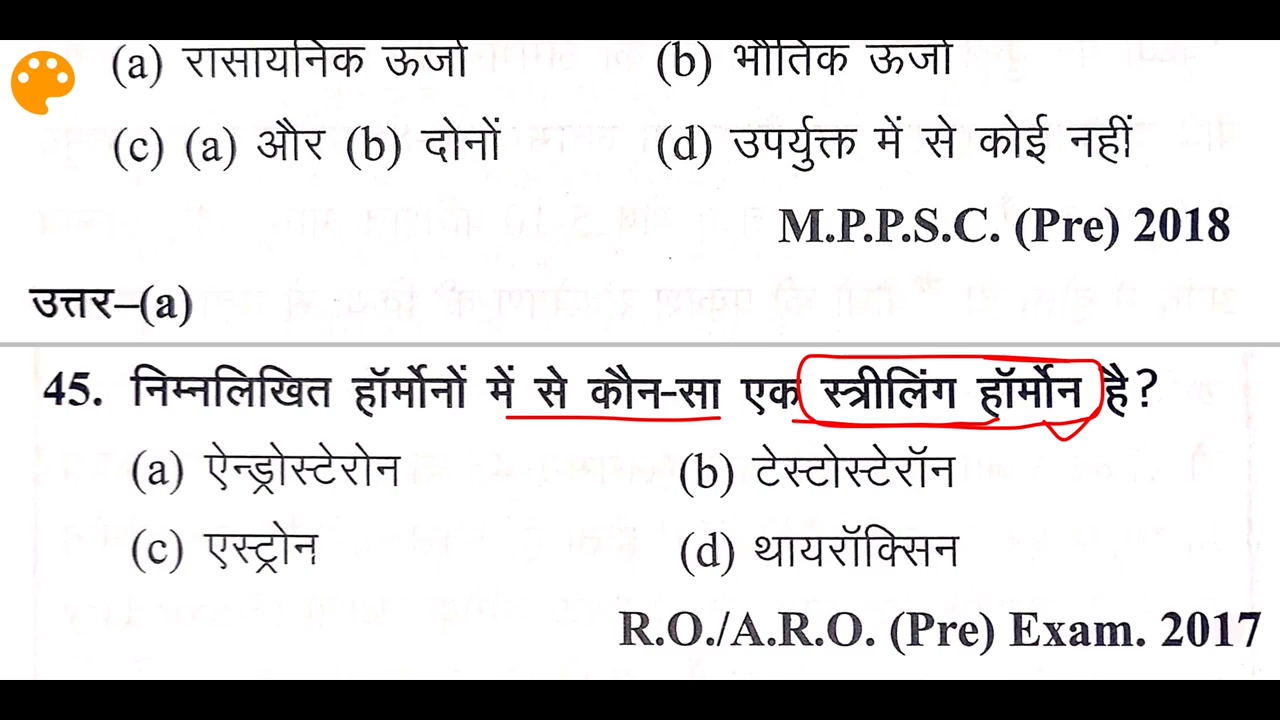 (a) रासायनिक ऊर्जा (b) भौतिक ऊर्जा
(c) (a) और (b) दोनों (d) उपर्युक्त में से कोई नहीं
M.P.P.S.C. (Pre) 2018
उत्तर–(a)
45. निम्नलिखित हॉर्मोनों में से कौन-सा एक स्त्रीलिंग हॉर्मोन है?
(a) ऐन्ड्रोस्टेरोन (b) टेस्टोस्टेरॉन
(c) एस्ट्रोन (d) थायरॉक्सिन
R.O./A.R.O. (Pre) Exam. 2017